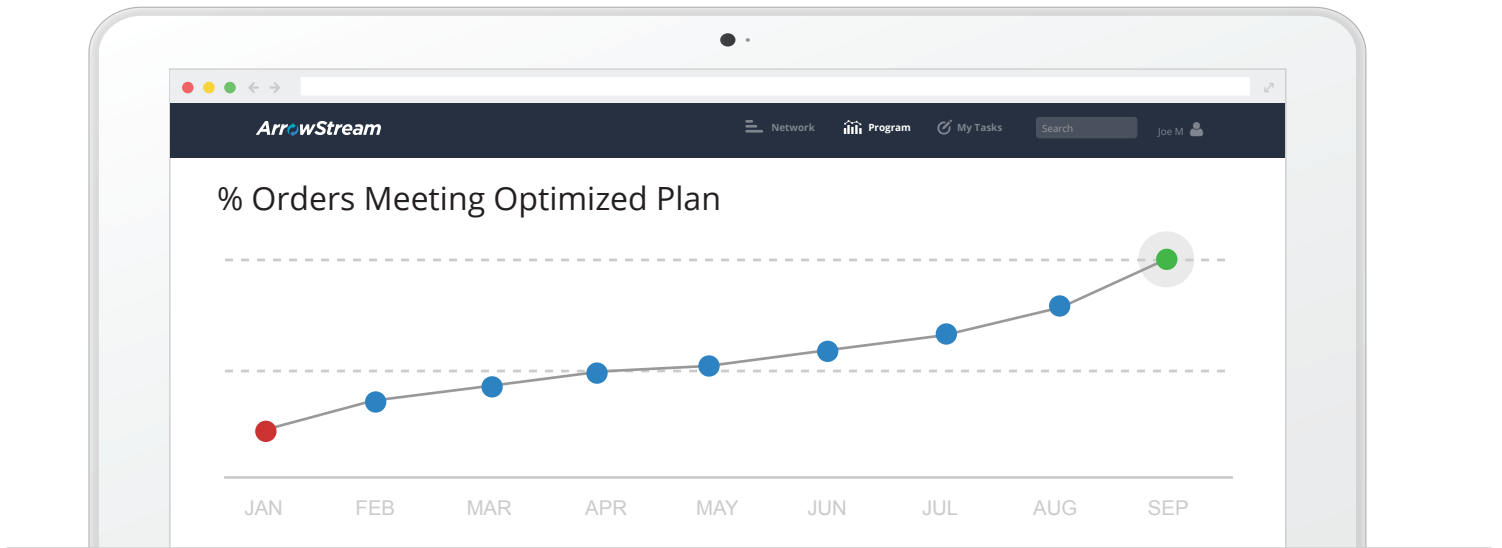 ArrowStream
Network
Program
My Tasks
Search
Joe M
% Orders Meeting Optimized Plan
JAN FEB MAR APR MAY JUN JUL AUG SEP